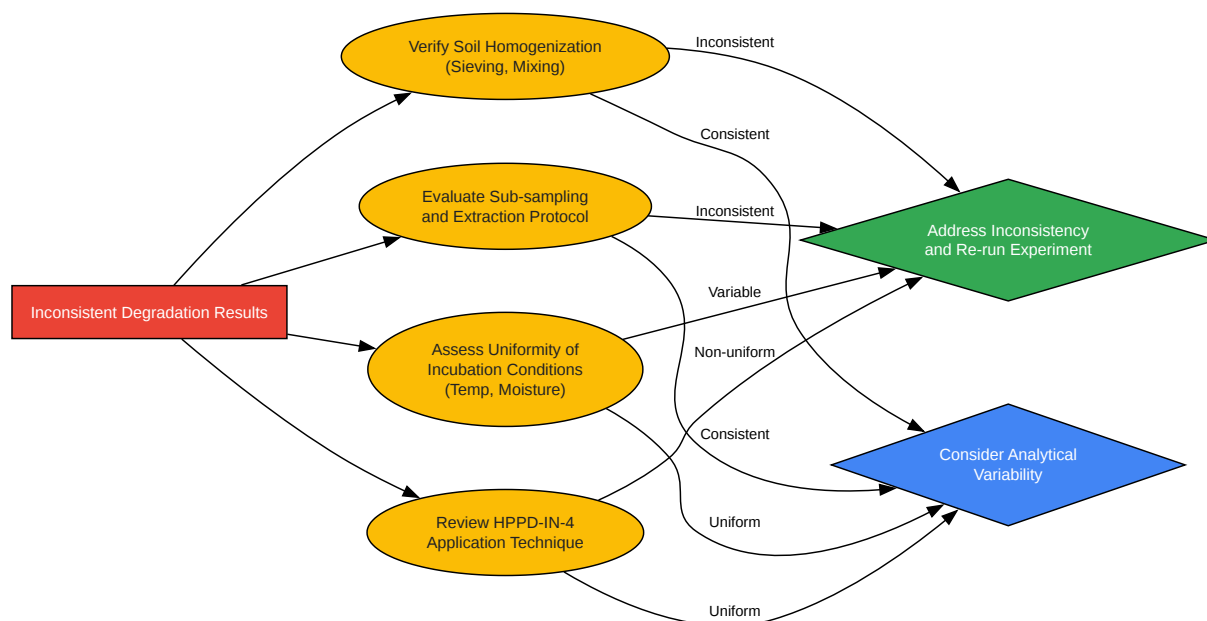 Verify Soil Homogenization
(Sieving, Mixing)
Inconsistent
Consistent
Evaluate Sub-sampling
and Extraction Protocol
Inconsistent
Address Inconsistency
and Re-run Experiment
Inconsistent Degradation Results
Variable
Assess Uniformity of
Incubation Conditions
(Temp, Moisture)
Non-uniform
Consistent
Consider Analytical
Variability
Review HPPD-IN-4
Application Technique
Uniform
Uniform